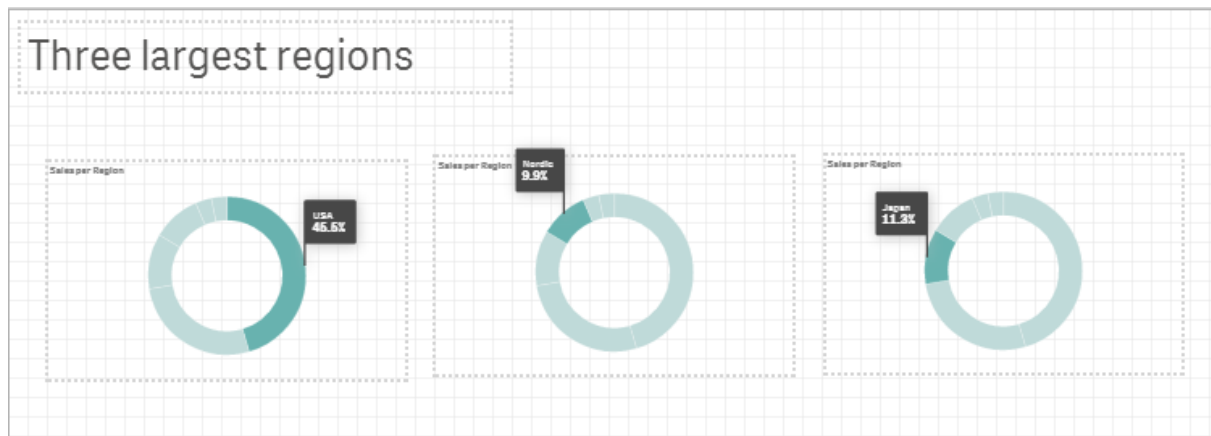 Three largest regions
Sales per Region
USA
45.5%
Sales per Region
Nordic
9.9%
Sales per Region
Japan
11.3%